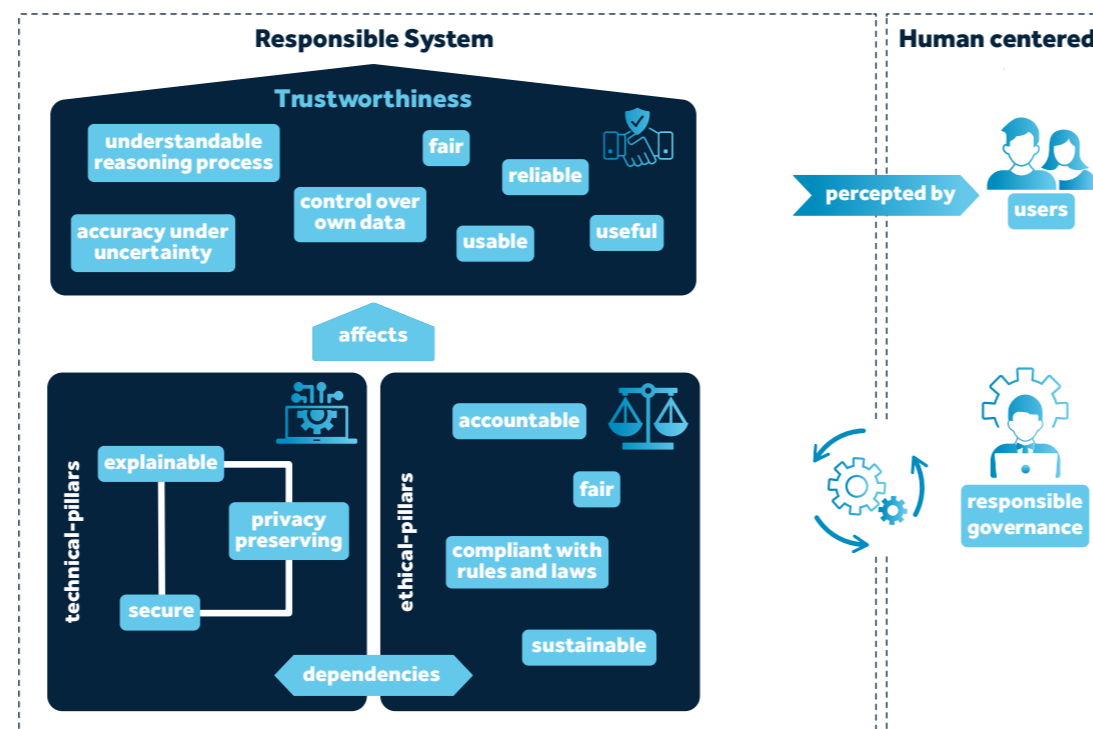 Responsible System
Human centered
Trustworthiness
understandable
reasoning process
fair
reliable
control over
own data
accuracy under
uncertainty
usable
useful
percepted by
users
affects
technical-pillars
explainable
privacy
preserving
secure
ethical-pillars
accountable
fair
compliant with
rules and laws
sustainable
dependencies
responsible
governance